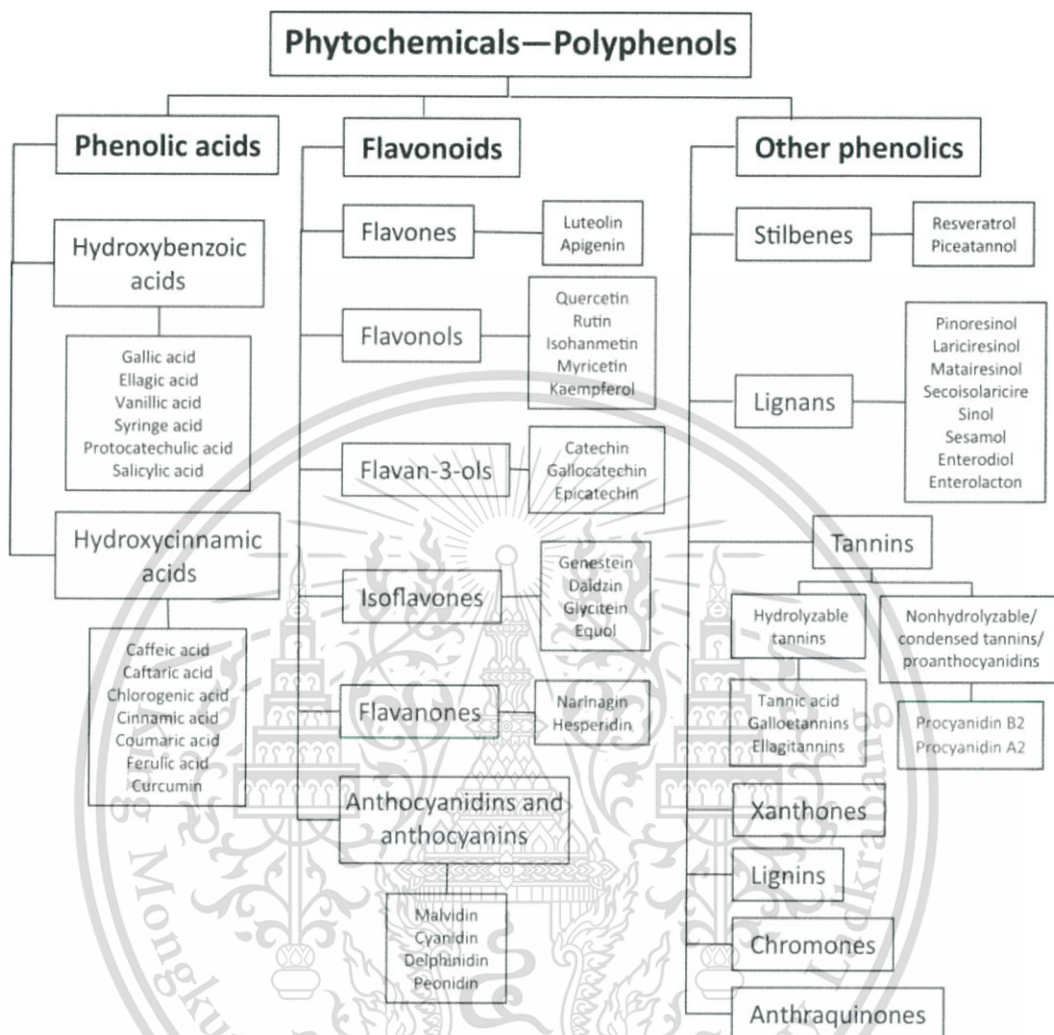 Phytochemicals—Polyphenols
Phenolic acids
Hydroxybenzoic
acids
Gallic acid
Ellagic acid
Vanillic acid
Syringe acid
Protocatechulic acid
Salicylic acid
Hydroxycinnamic
acids
Caffeic acid
Caftaric acid
Chlorogenic acid
Cinnamic acid
Coumaric acid
Ferulic acid
Curcumin
Flavonoids
Flavones
Luteolin
Apigenin
Flavonols
Quercetin
Rutin
Isohanmetin
Myricetin
Kaempferol
Flavan-3-ols
Catechin
Gallocatechin
Epicatechin
Isoflavones
Genestein
Daldzin
Glycitein
Equol
Flavanones
Narinagin
Hesperidin
Anthocyanidins and
anthocyanins
Malvidin
Cyanidin
Delphinidin
Peonidin
Other phenolics
Stilbenes
Resveratrol
Piceatannol
Lignans
Pinoresinol
Lariciresinol
Matairesinol
Secoisolaricire
Sinol
Sesamol
Enterodiol
Enterolacton
Tannins
Hydrolyzable
tannins
Tannic acid
Galloetannins
Ellagitannins
Nonhydrolyzable/
condensed tannins/
proanthocyanidins
Procyanidin B2
Procyanidin A2
Xanthones
Lignins
Chromones
Anthraquinones